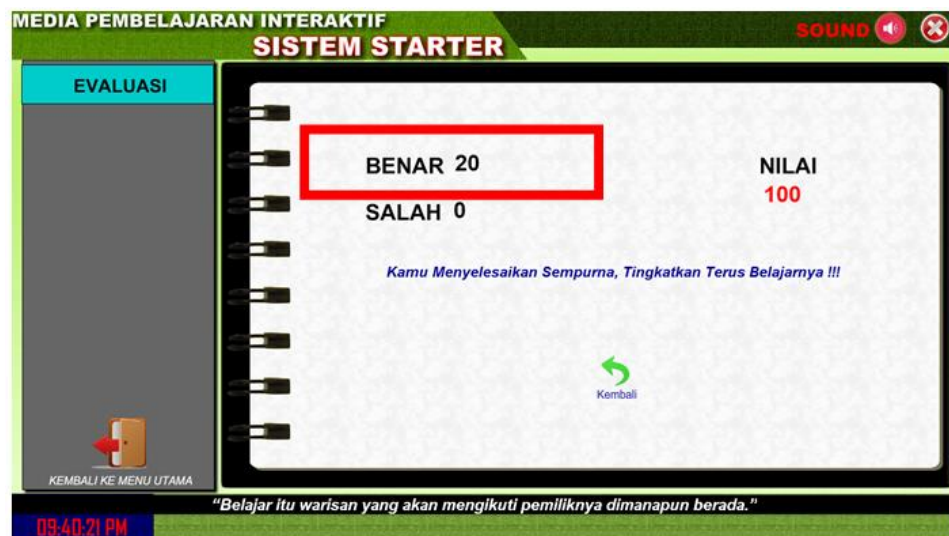 MEDIA PEMBELAJARAN INTERAKTIF
SISTEM STARTER
SOUND
EVALUASI
BENAR 20
SALAH 0
NILAI
100
Kamu Menyelesaikan Sempurna, Tingkatkan Terus Belajarnya !!!
Kembali
KEMBALI KE MENU UTAMA
“Belajar itu warisan yang akan mengikuti pemiliknya dimanapun berada.”
09:40:21 PM